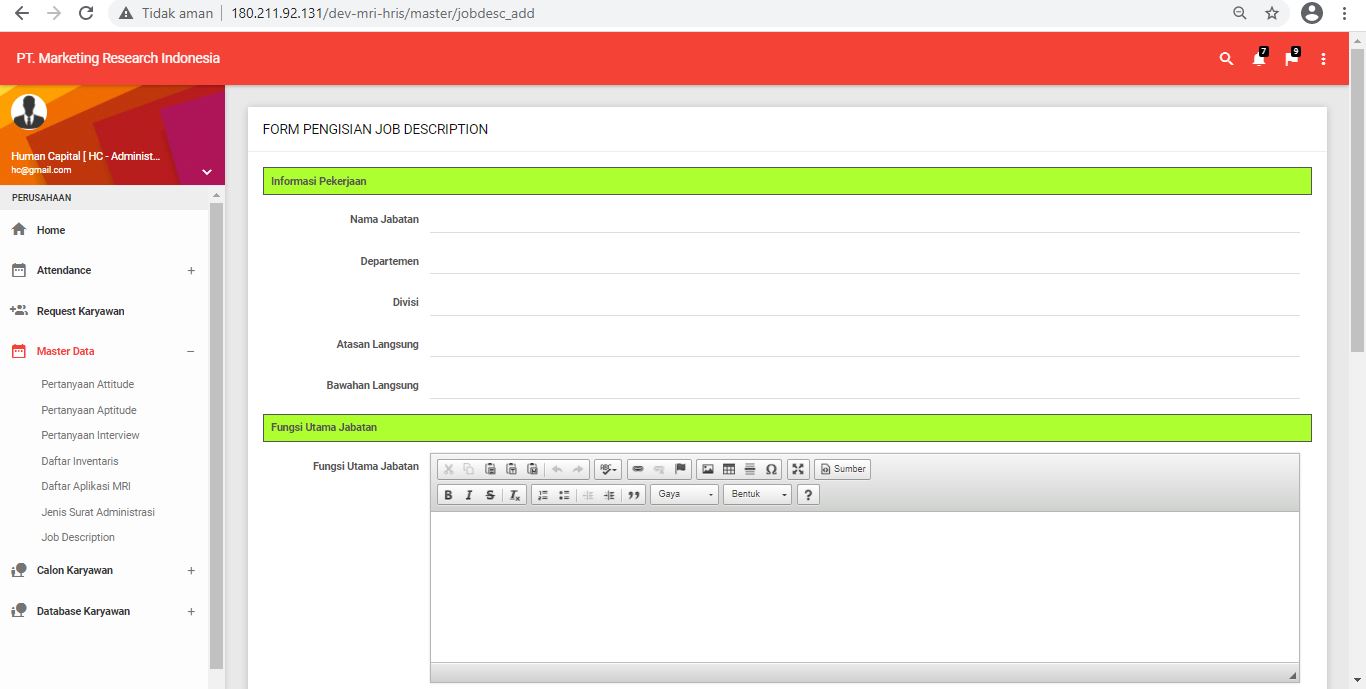 Tidak aman
180.211.92.131/dev-mri-hris/master/jobdesc_add
PT. Marketing Research Indonesia
7
9
Human Capital [ HC - Administ...
hc@gmail.com
PERUSAHAAN
Home
Attendance +
Request Karyawan
Master Data −
Pertanyaan Attitude
Pertanyaan Aptitude
Pertanyaan Interview
Daftar Inventaris
Daftar Aplikasi MRI
Jenis Surat Administrasi
Job Description
Calon Karyawan +
Database Karyawan +
FORM PENGISIAN JOB DESCRIPTION
Informasi Pekerjaan
Nama Jabatan
Departemen
Divisi
Atasan Langsung
Bawahan Langsung
Fungsi Utama Jabatan
Fungsi Utama Jabatan
ABC Ω Sumber
B I S Ix Gaya Bentuk ?